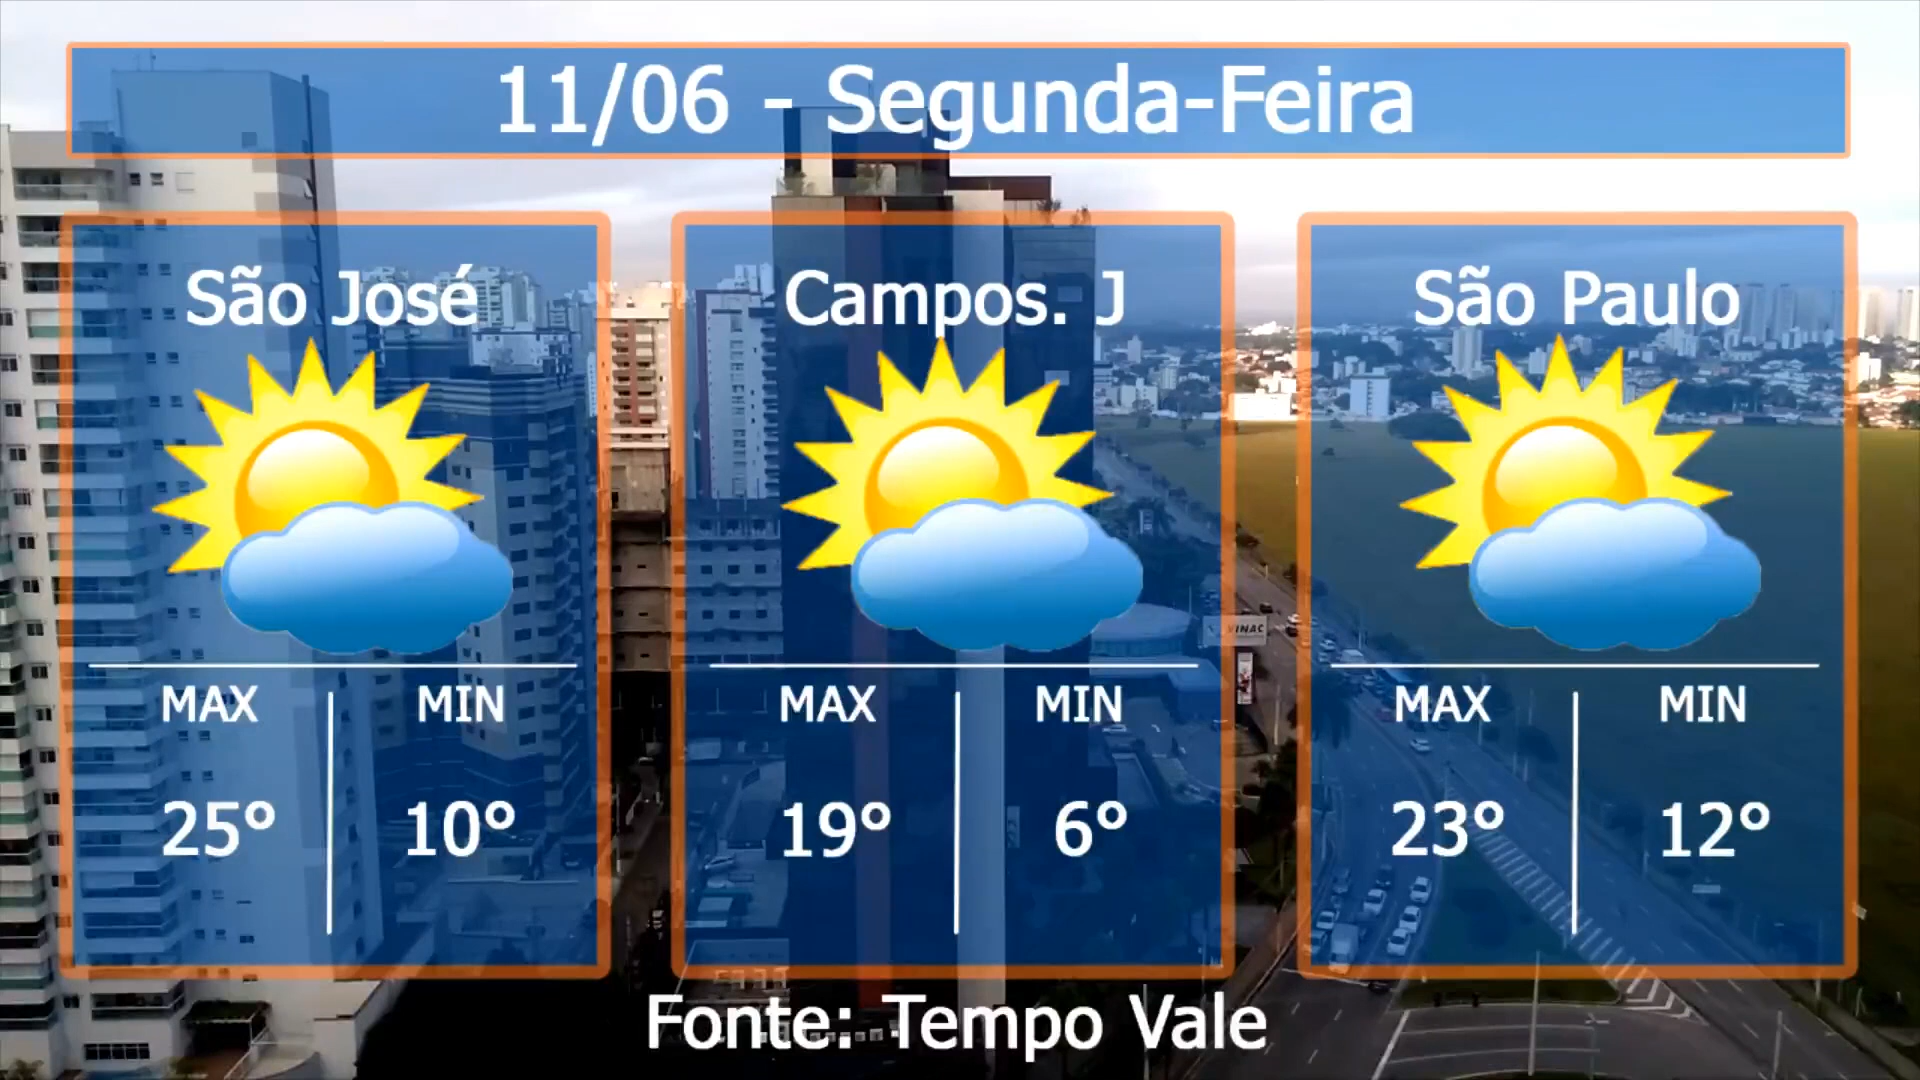 11/06 - Segunda-Feira
São José
Campos. J
São Paulo
MAX MIN
MAX MIN
MAX MIN
25° 10°
19° 6°
23° 12°
Fonte: Tempo Vale